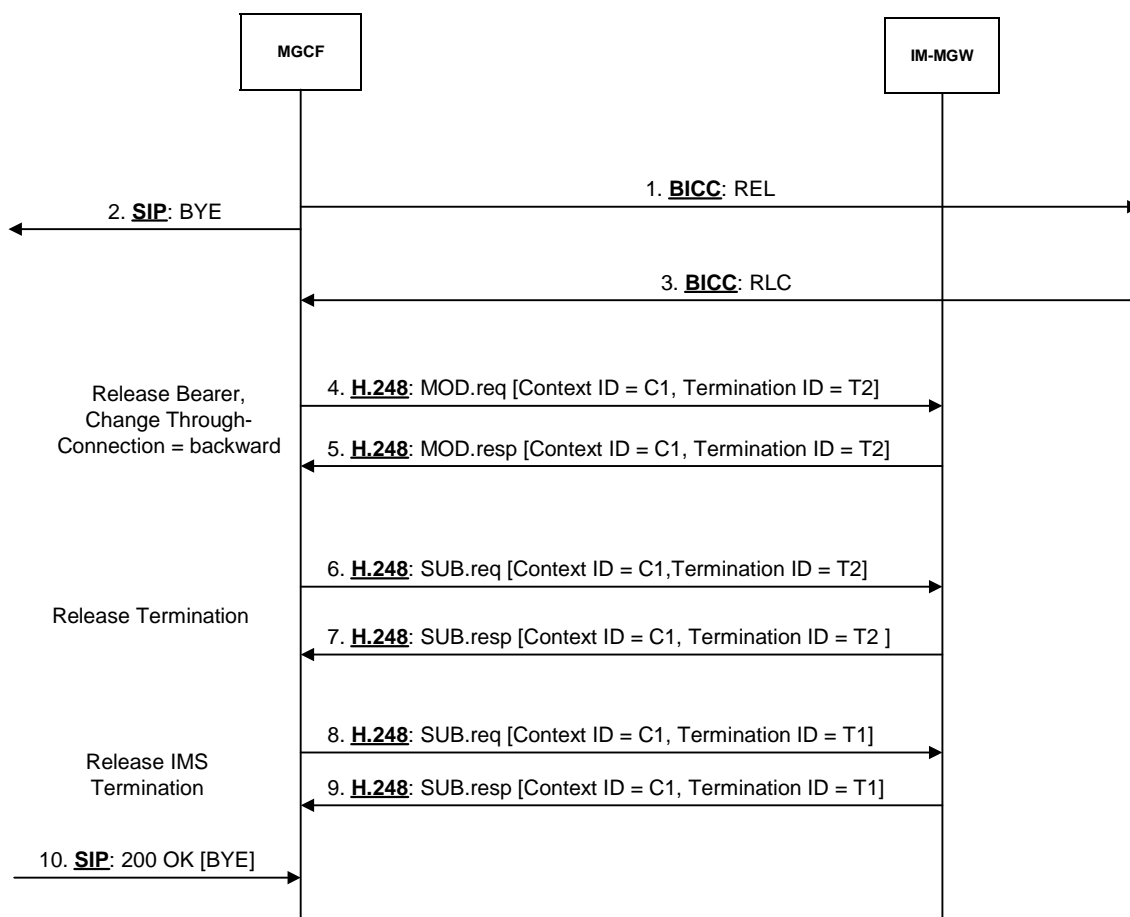 MGCF
IM-MGW
1. BICC: REL
2. SIP: BYE
3. BICC: RLC
Release Bearer,
Change Through-
Connection = backward
4. H.248: MOD.req [Context ID = C1, Termination ID = T2]
5. H.248: MOD.resp [Context ID = C1, Termination ID = T2]
6. H.248: SUB.req [Context ID = C1,Termination ID = T2]
Release Termination
7. H.248: SUB.resp [Context ID = C1, Termination ID = T2 ]
8. H.248: SUB.req [Context ID = C1, Termination ID = T1]
Release IMS
Termination
9. H.248: SUB.resp [Context ID = C1, Termination ID = T1]
10. SIP: 200 OK [BYE]